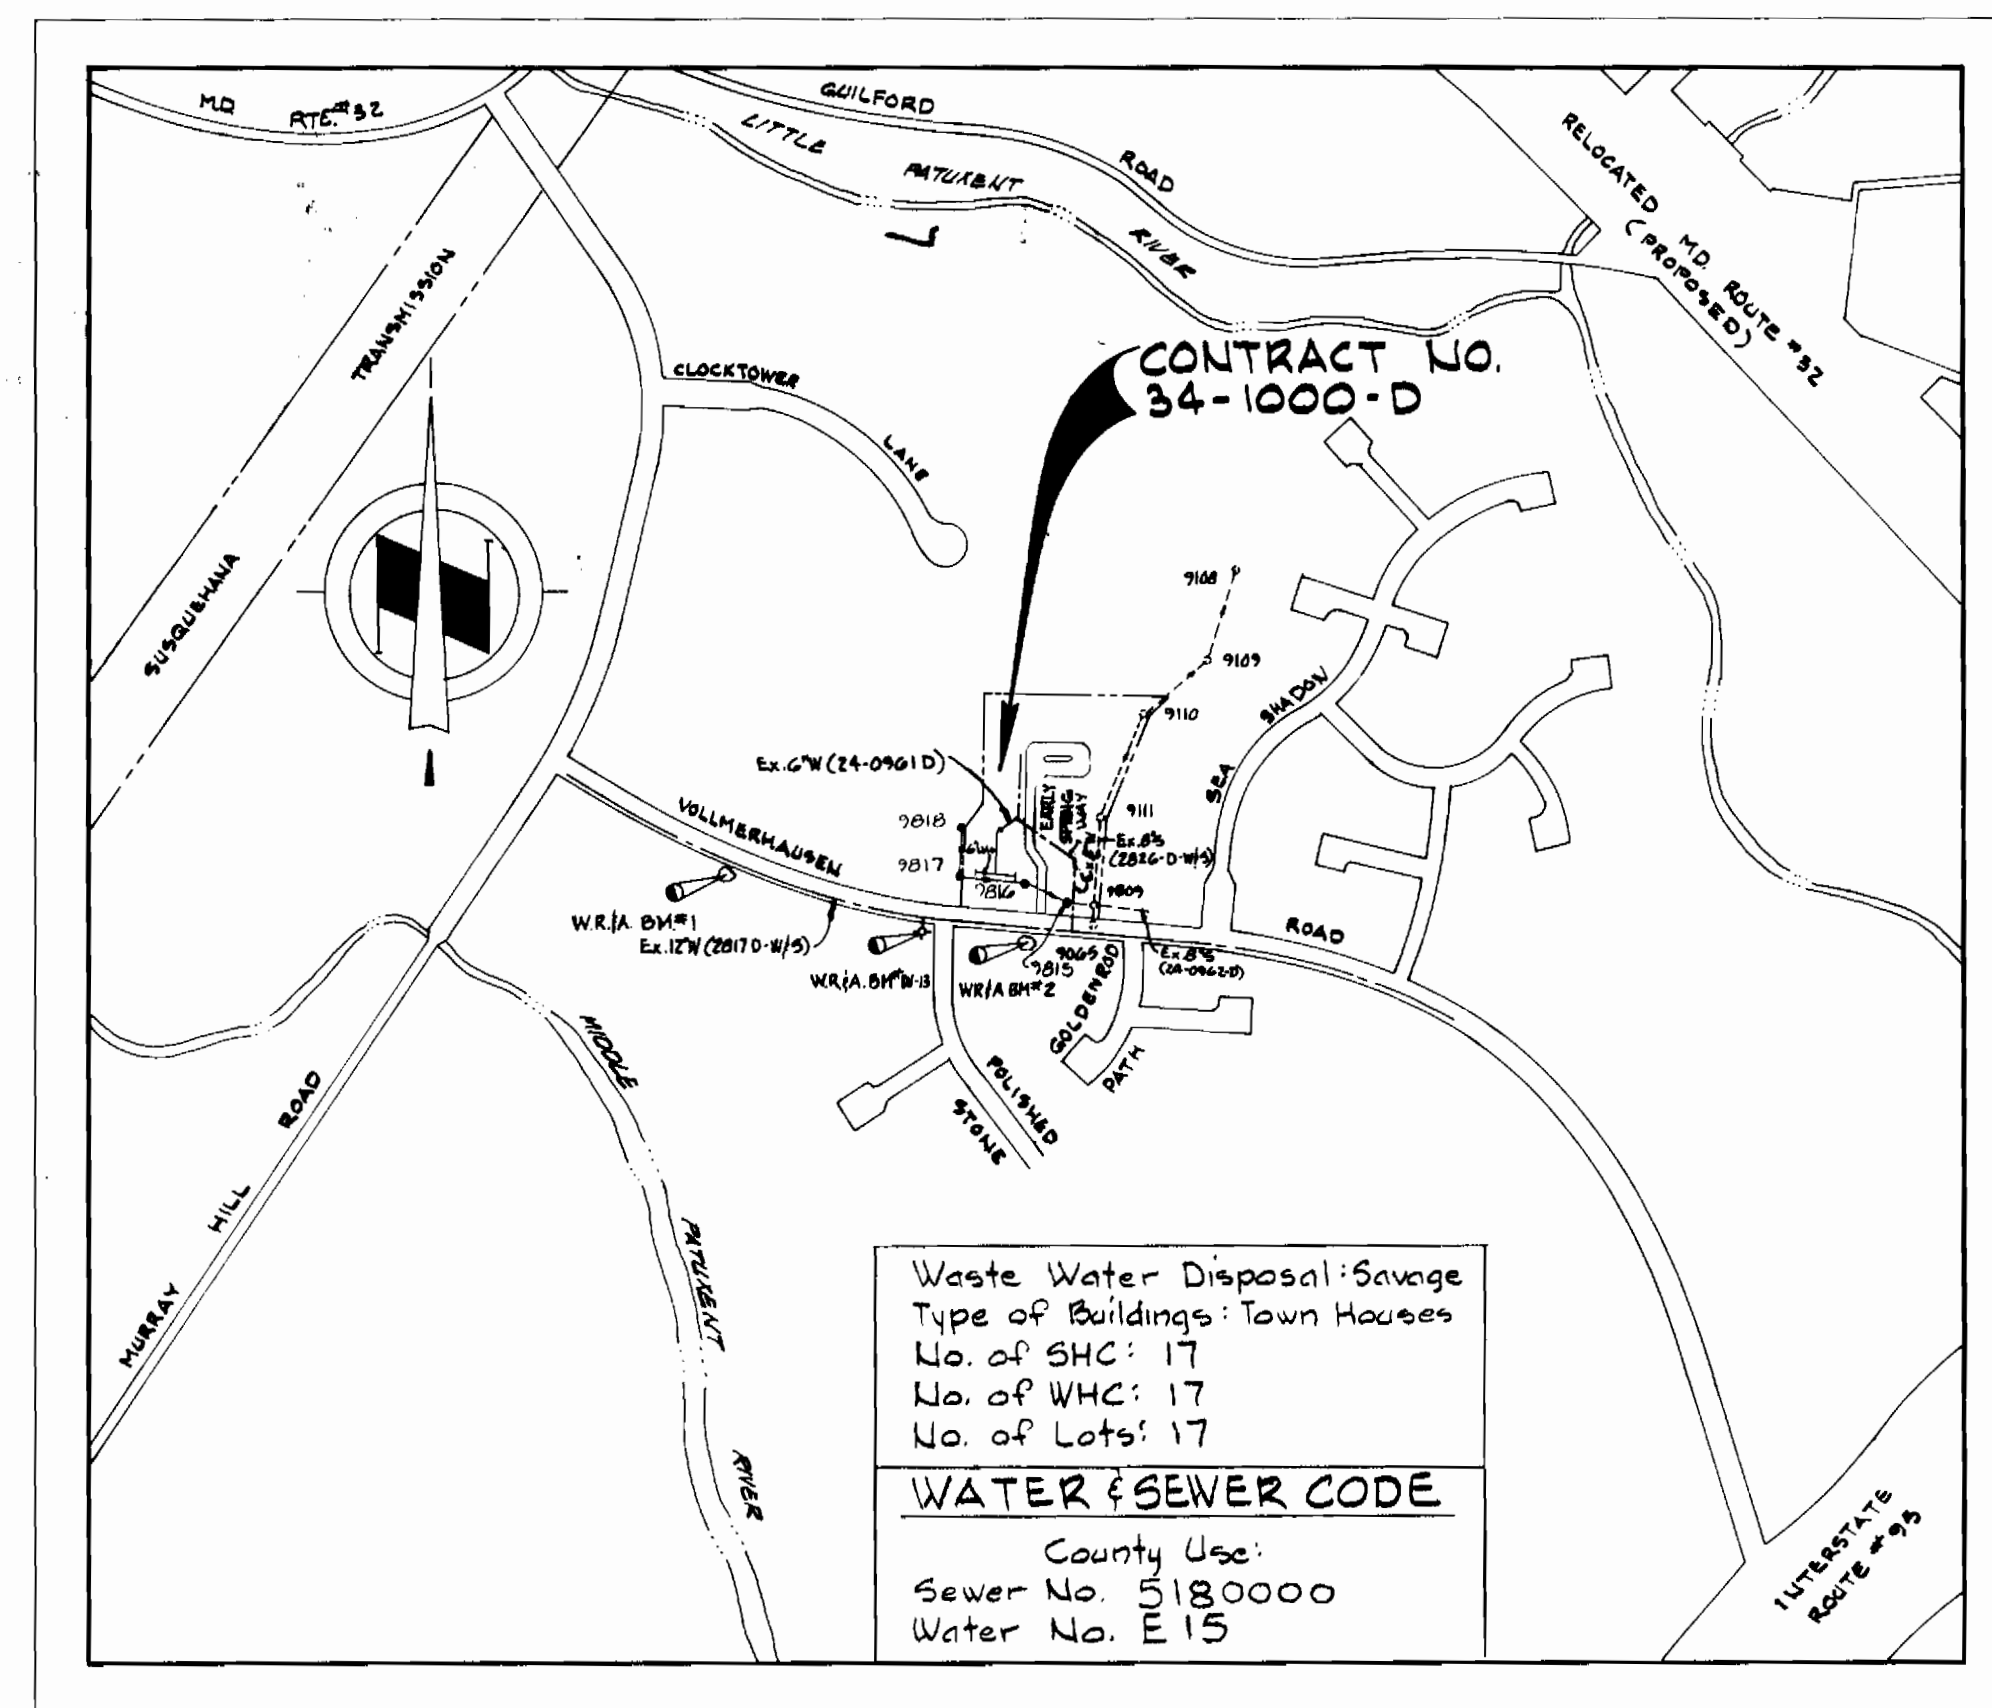 M.D. RTE. #32
GUILFORD ROAD
LITTLE PATUXENT RIVER
RELOCATED M.D. ROUTE #32
(PROPOSED)
SUSQUEHANA TRANSMISSION
CLOCKTOWER LANE
CONTRACT NO.
34-1000-D
9108
9109
9110
9111
SEA SHADOW
Ex. 6"W (24-0961 D)
EARLY
SPRING
WAY
9818
9817
9816
Ex. 8"S
(2826-D-W/S)
9809
VOLLMERHAUSEN ROAD
W.R.&A. BM.#1
Ex. 12"W (2817 D-W/S)
W.R.&A. BM#W-13
WR&A BM#2
9815
9065
Ex. 8"S
(24-0962-D)
GOLDENROD PATH
POLISHED
STONE
MIDDLE PATUXENT RIVER
MURRAY HILL ROAD
Waste Water Disposal: Savage
Type of Buildings: Town Houses
No. of SHC: 17
No. of WHC: 17
No. of Lots: 17
WATER & SEWER CODE
County Use:
Sewer No. 5180000
Water No. E15
INTERSTATE
ROUTE #95